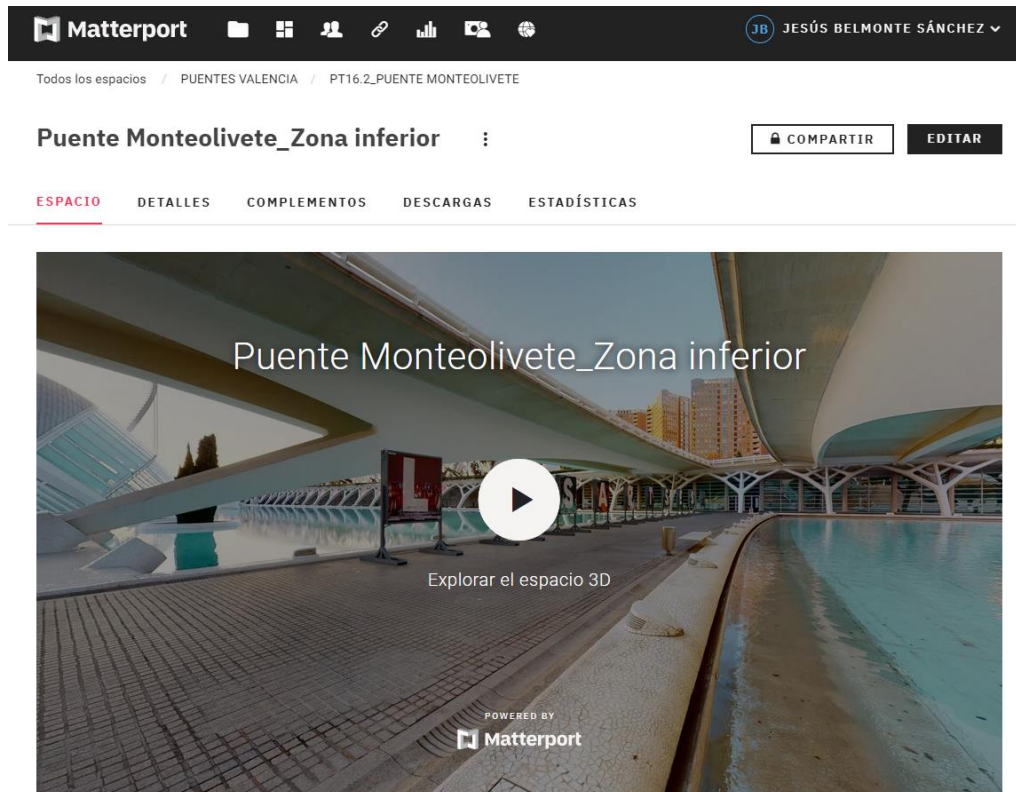 Matterport
JB JESÚS BELMONTE SÁNCHEZ
Todos los espacios / PUENTES VALENCIA / PT16.2_PUENTE MONTEOLIVETE
Puente Monteolivete_Zona inferior
COMPARTIR
EDITAR
ESPACIO DETALLES COMPLEMENTOS DESCARGAS ESTADÍSTICAS
Puente Monteolivete_Zona inferior
Explorar el espacio 3D
POWERED BY
Matterport